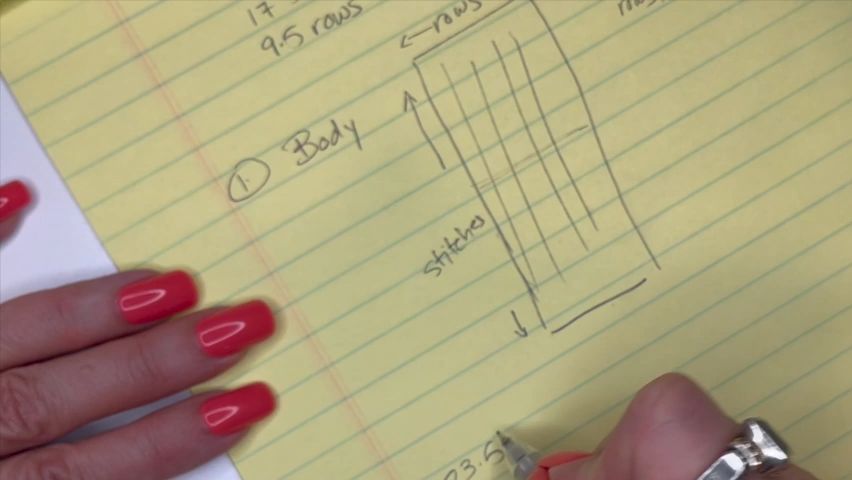 17
9.5 rows
← rows
① Body
stitches
23.5